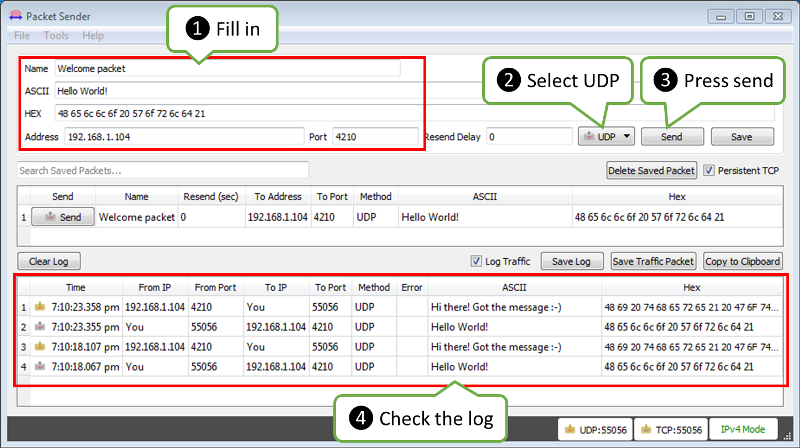 Packet Sender
File Tools Help
❶ Fill in
❷ Select UDP
❸ Press send
Name Welcome packet
ASCII Hello World!
HEX 48 65 6c 6c 6f 20 57 6f 72 6c 64 21
Address 192.168.1.104 Port 4210 Resend Delay 0 UDP Send Save
Search Saved Packets... Delete Saved Packet Persistent TCP
Send Name Resend (sec) To Address To Port Method ASCII Hex
1 Send Welcome packet 0 192.168.1.104 4210 UDP Hello World! 48 65 6c 6c 6f 20 57 6f 72 6c 64 21
Clear Log Log Traffic Save Log Save Traffic Packet Copy to Clipboard
Time From IP From Port To IP To Port Method Error ASCII Hex
1 7:10:23.358 pm 192.168.1.104 4210 You 55056 UDP Hi there! Got the message :-) 48 69 20 74 68 65 72 65 21 20 47 6F 74...
2 7:10:23.355 pm You 55056 192.168.1.104 4210 UDP Hello World! 48 65 6c 6c 6f 20 57 6f 72 6c 64 21
3 7:10:18.107 pm 192.168.1.104 4210 You 55056 UDP Hi there! Got the message :-) 48 69 20 74 68 65 72 65 21 20 47 6F 74...
4 7:10:18.067 pm You 55056 192.168.1.104 4210 UDP Hello World! 48 65 6c 6c 6f 20 57 6f 72 6c 64 21
❹ Check the log
UDP:55056 TCP:55056 IPv4 Mode